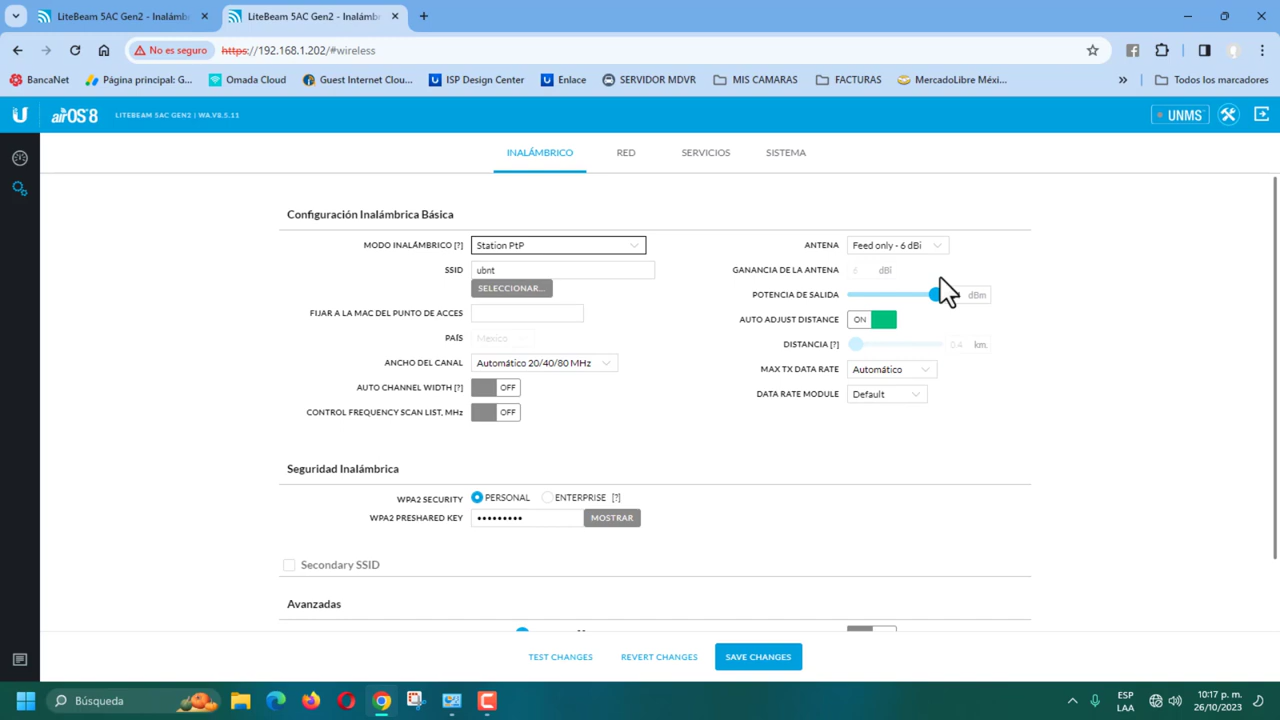 LiteBeam 5AC Gen2 - Inalámb
LiteBeam 5AC Gen2 - Inalámbr
No es seguro
https://192.168.1.202/#wireless
BancaNet
Página principal: G...
Omada Cloud
Guest Internet Clou...
ISP Design Center
Enlace
SERVIDOR MDVR
MIS CAMARAS
FACTURAS
MercadoLibre Méxi...
Todos los marcadores
airOS 8
LITEBEAM 5AC GEN2 | WA.V8.5.11
UNMS
INALÁMBRICO
RED
SERVICIOS
SISTEMA
Configuración Inalámbrica Básica
MODO INALÁMBRICO [?] Station PtP
SSID ubnt
SELECCIONAR...
FIJAR A LA MAC DEL PUNTO DE ACCES
PAÍS Mexico
ANCHO DEL CANAL Automático 20/40/80 MHz
AUTO CHANNEL WIDTH [?] OFF
CONTROL FREQUENCY SCAN LIST, MHz OFF
ANTENA Feed only - 6 dBi
GANANCIA DE LA ANTENA 6 dBi
POTENCIA DE SALIDA dBm
AUTO ADJUST DISTANCE ON
DISTANCIA [?] 0.4 km.
MAX TX DATA RATE Automático
DATA RATE MODULE Default
Seguridad Inalámbrica
WPA2 SECURITY PERSONAL ENTERPRISE [?]
WPA2 PRESHARED KEY ••••••••• MOSTRAR
Secondary SSID
Avanzadas
TEST CHANGES
REVERT CHANGES
SAVE CHANGES
Búsqueda
ESP
LAA
10:17 p. m.
26/10/2023